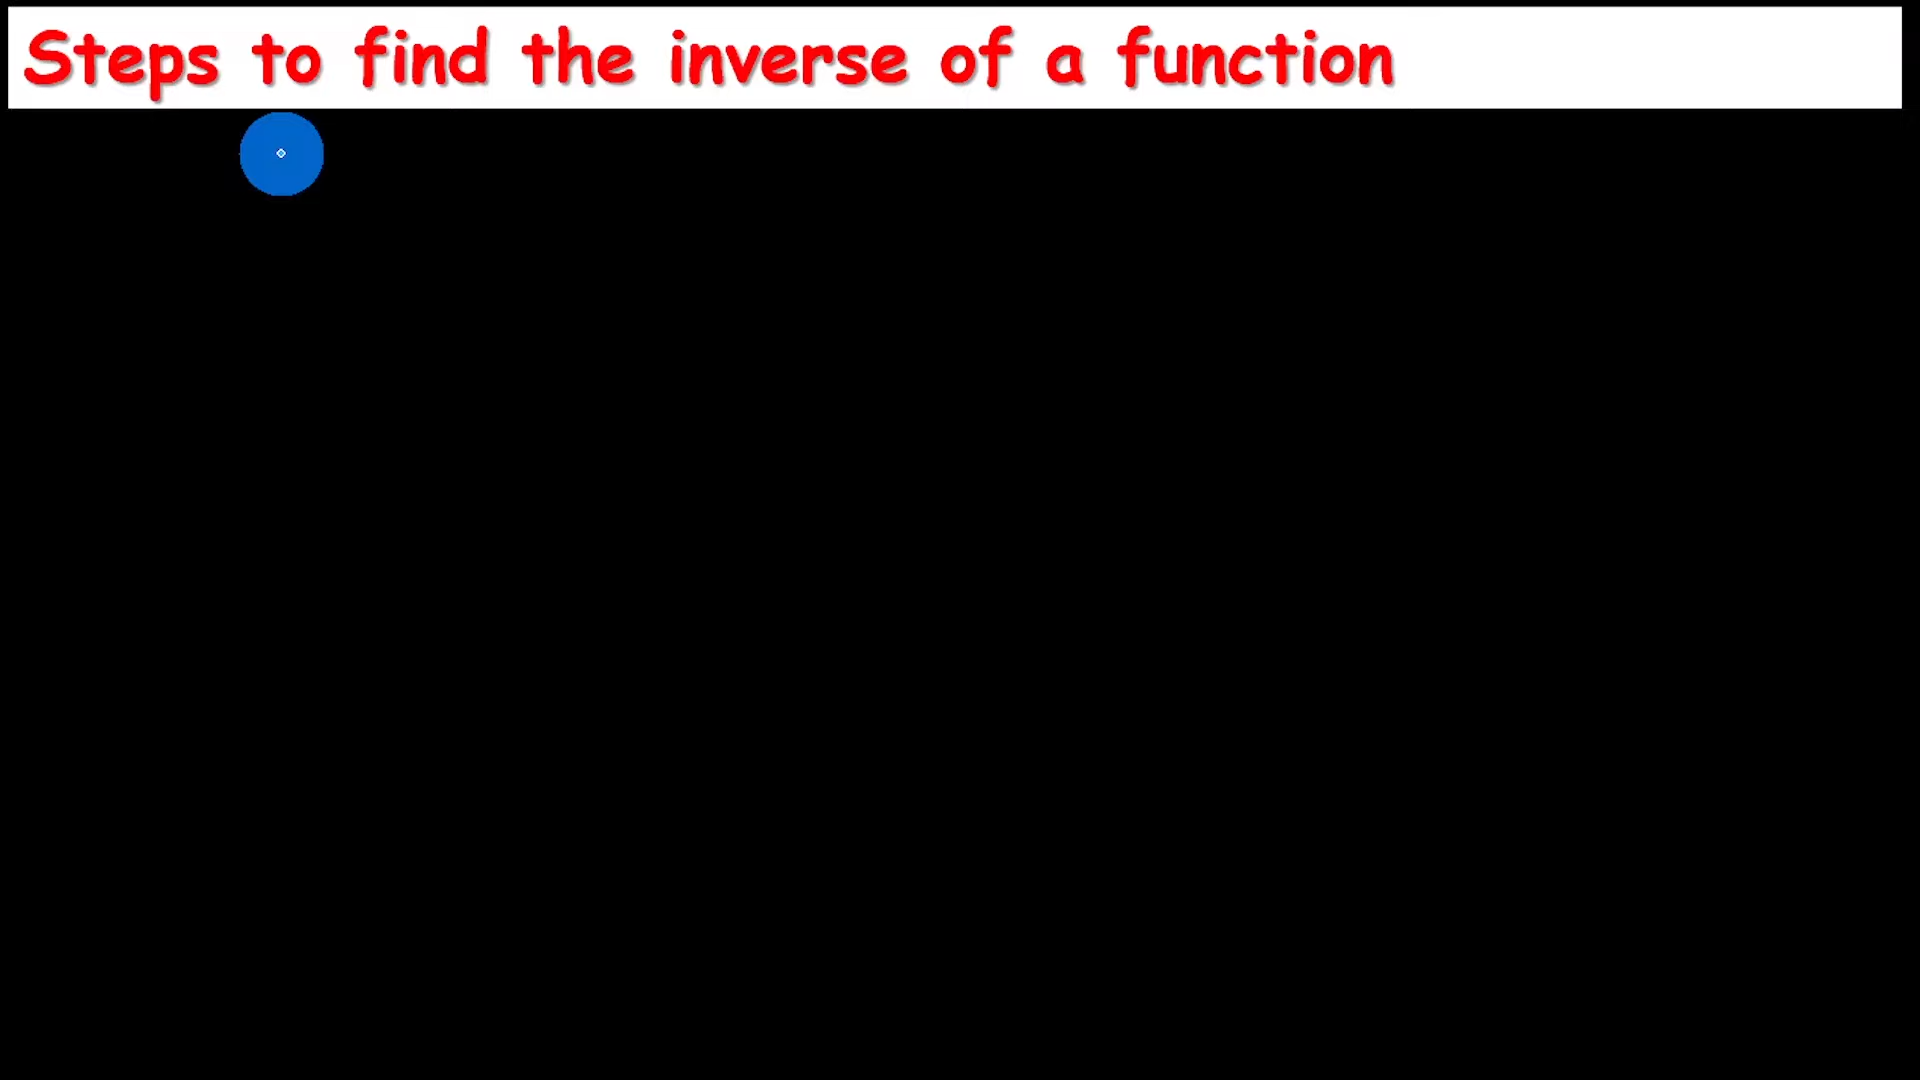 Steps to find the inverse of a function